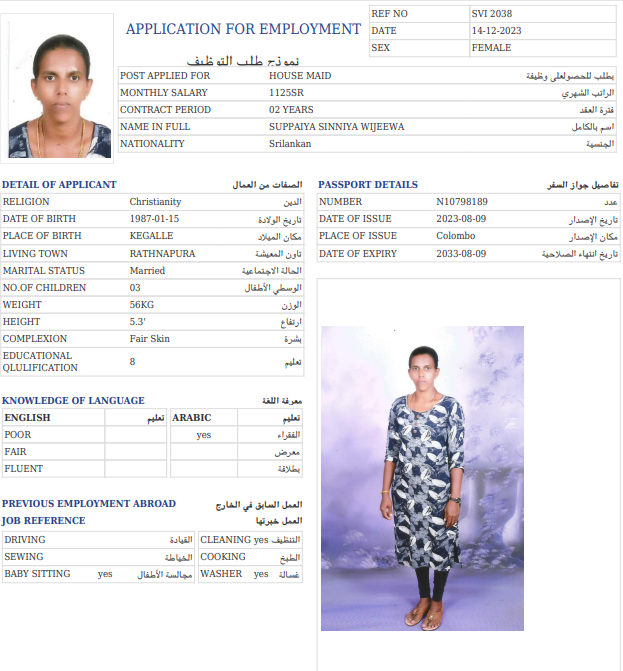 APPLICATION FOR EMPLOYMENT
نموذج طلب التوظيف
REF NO SVI 2038
DATE 14-12-2023
SEX FEMALE
POST APPLIED FOR HOUSE MAID بطلب للحصولعلى وظيفة
MONTHLY SALARY 1125SR الراتب الشهري
CONTRACT PERIOD 02 YEARS فترة العقد
NAME IN FULL SUPPAIYA SINNIYA WIJEEWA اسم بالكامل
NATIONALITY Srilankan الجنسية
DETAIL OF APPLICANT الصفات من العمال
RELIGION Christianity الدين
DATE OF BIRTH 1987-01-15 تاريخ الولادة
PLACE OF BIRTH KEGALLE مكان الميلاد
LIVING TOWN RATHNAPURA تاون المعيشة
MARITAL STATUS Married الحالة الاجتماعية
NO.OF CHILDREN 03 الوسطي الأطفال
WEIGHT 56KG الوزن
HEIGHT 5.3' ارتفاع
COMPLEXION Fair Skin بشرة
EDUCATIONAL
QLULIFICATION 8 تعليم
PASSPORT DETAILS تفاصيل جواز السفر
NUMBER N10798189 عدد
DATE OF ISSUE 2023-08-09 تاريخ الإصدار
PLACE OF ISSUE Colombo مكان الإصدار
DATE OF EXPIRY 2033-08-09 تاريخ انتهاء الصلاحية
KNOWLEDGE OF LANGUAGE معرفة اللغة
ENGLISH تعليم ARABIC تعليم
POOR yes الفقراء
FAIR معرض
FLUENT بطلاقة
PREVIOUS EMPLOYMENT ABROAD العمل السابق في الخارج
JOB REFERENCE العمل خبرتها
DRIVING القيادة CLEANING yes التنظيف
SEWING الخياطة COOKING الطبخ
BABY SITTING yes مجالسة الأطفال WASHER yes غسالة